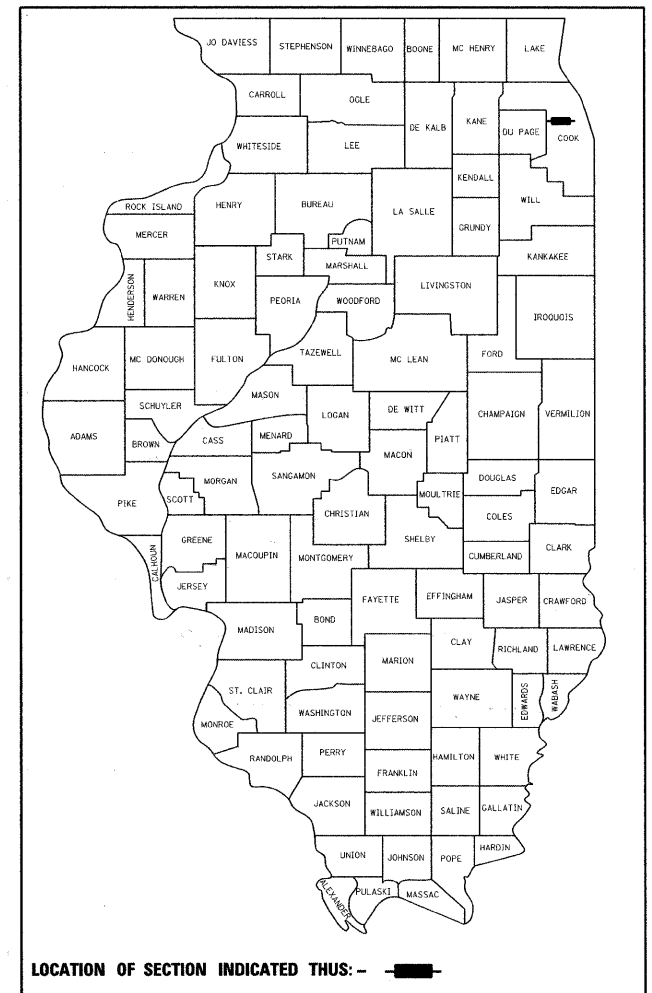 JO DAVIESS
STEPHENSON
WINNEBAGO
BOONE
MC HENRY
LAKE
CARROLL
OGLE
DE KALB
KANE
DU PAGE
COOK
WHITESIDE
LEE
KENDALL
WILL
ROCK ISLAND
HENRY
BUREAU
LA SALLE
GRUNDY
MERCER
PUTNAM
STARK
MARSHALL
KANKAKEE
HENDERSON
WARREN
KNOX
PEORIA
WOODFORD
LIVINGSTON
IROQUOIS
HANCOCK
MC DONOUGH
FULTON
TAZEWELL
MC LEAN
FORD
MASON
SCHUYLER
LOGAN
DE WITT
CHAMPAIGN
VERMILION
ADAMS
BROWN
CASS
MENARD
PIATT
MACON
MORGAN
SANGAMON
DOUGLAS
EDGAR
PIKE
SCOTT
CHRISTIAN
MOULTRIE
COLES
GREENE
MACOUPIN
MONTGOMERY
SHELBY
CUMBERLAND
CLARK
CALHOUN
JERSEY
FAYETTE
EFFINGHAM
JASPER
CRAWFORD
MADISON
BOND
CLAY
RICHLAND
LAWRENCE
CLINTON
MARION
ST. CLAIR
WAYNE
EDWARDS
WABASH
MONROE
WASHINGTON
JEFFERSON
RANDOLPH
PERRY
HAMILTON
WHITE
FRANKLIN
JACKSON
WILLIAMSON
SALINE
GALLATIN
UNION
JOHNSON
POPE
HARDIN
ALEXANDER
PULASKI
MASSAC
LOCATION OF SECTION INDICATED THUS: -